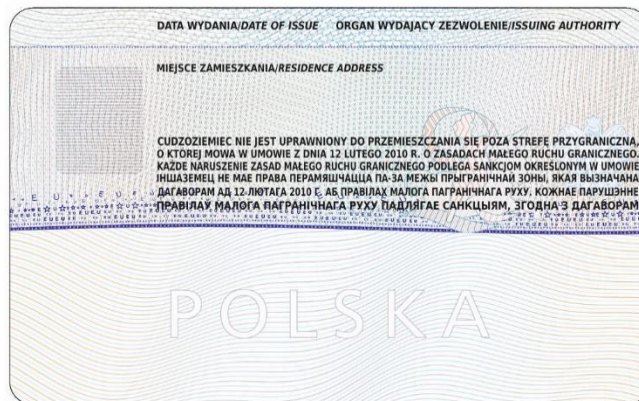 DATA WYDANIA/DATE OF ISSUE ORGAN WYDAJĄCY ZEZWOLENIE/ISSUING AUTHORITY
MIEJSCE ZAMIESZKANIA/RESIDENCE ADDRESS
CUDZOZIEMIEC NIE JEST UPRAWNIONY DO PRZEMIESZCZANIA SIĘ POZA STREFĘ PRZYGRANICZNĄ,
O KTÓREJ MOWA W UMOWIE Z DNIA 12 LUTEGO 2010 R. O ZASADACH MAŁEGO RUCHU GRANICZNEGO.
KAŻDE NARUSZENIE ZASAD MAŁEGO RUCHU GRANICZNEGO PODLEGA SANKCJOM OKREŚLONYM W UMOWIE
ІНШАЗЕМЕЦ НЕ МАЕ ПРАВА ПЕРАМЯШЧАЦЦА ПА-ЗА МЕЖЫ ПРЫГРАНІЧНАЙ ЗОНЫ, ЯКАЯ ВЫЗНАЧАНА
ДАГАВОРАМ АД 12 ЛЮТАГА 2010 Г. АБ ПРАВІЛАХ МАЛОГА ПАГРАНІЧНАГА РУХУ. КОЖНАЕ ПАРУШЭННЕ
ПРАВІЛАЎ МАЛОГА ПАГРАНІЧНАГА РУХУ ПАДЛЯГАЕ САНКЦЫЯМ, ЗГОДНА З ДАГАВОРАМ
POLSKA